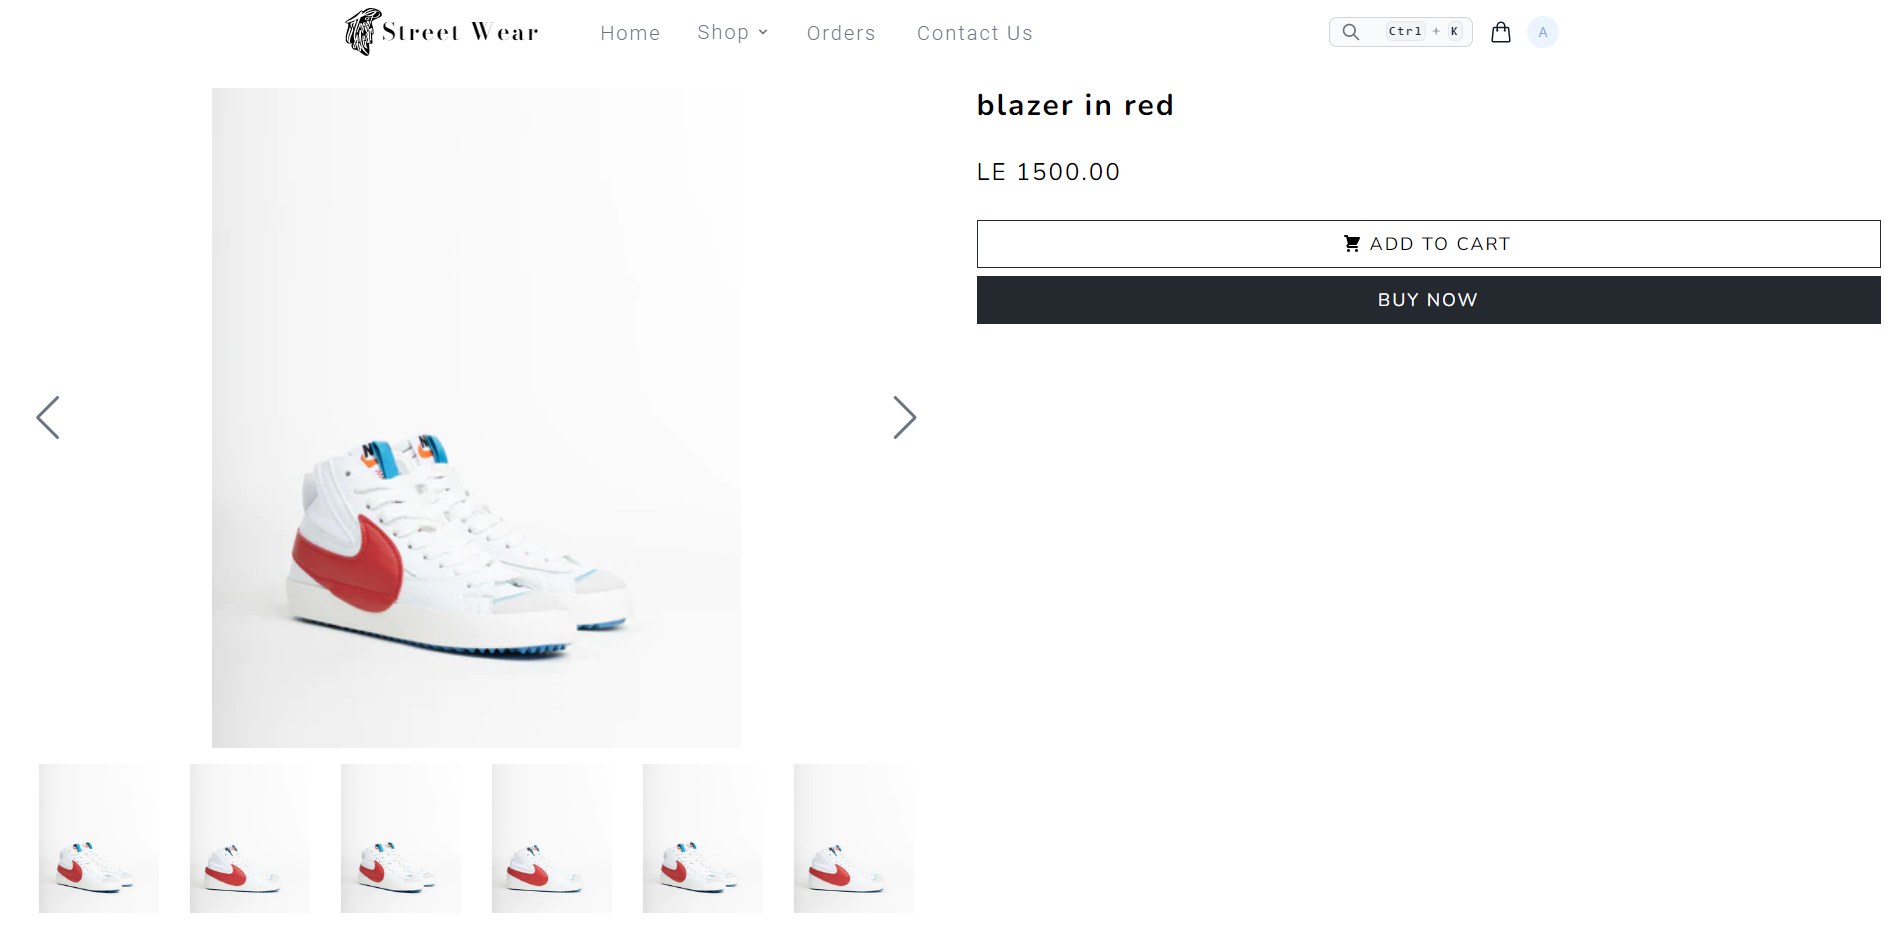 Street Wear
Home
Shop
Orders
Contact Us
Ctrl + K
A
blazer in red
LE 1500.00
ADD TO CART
BUY NOW